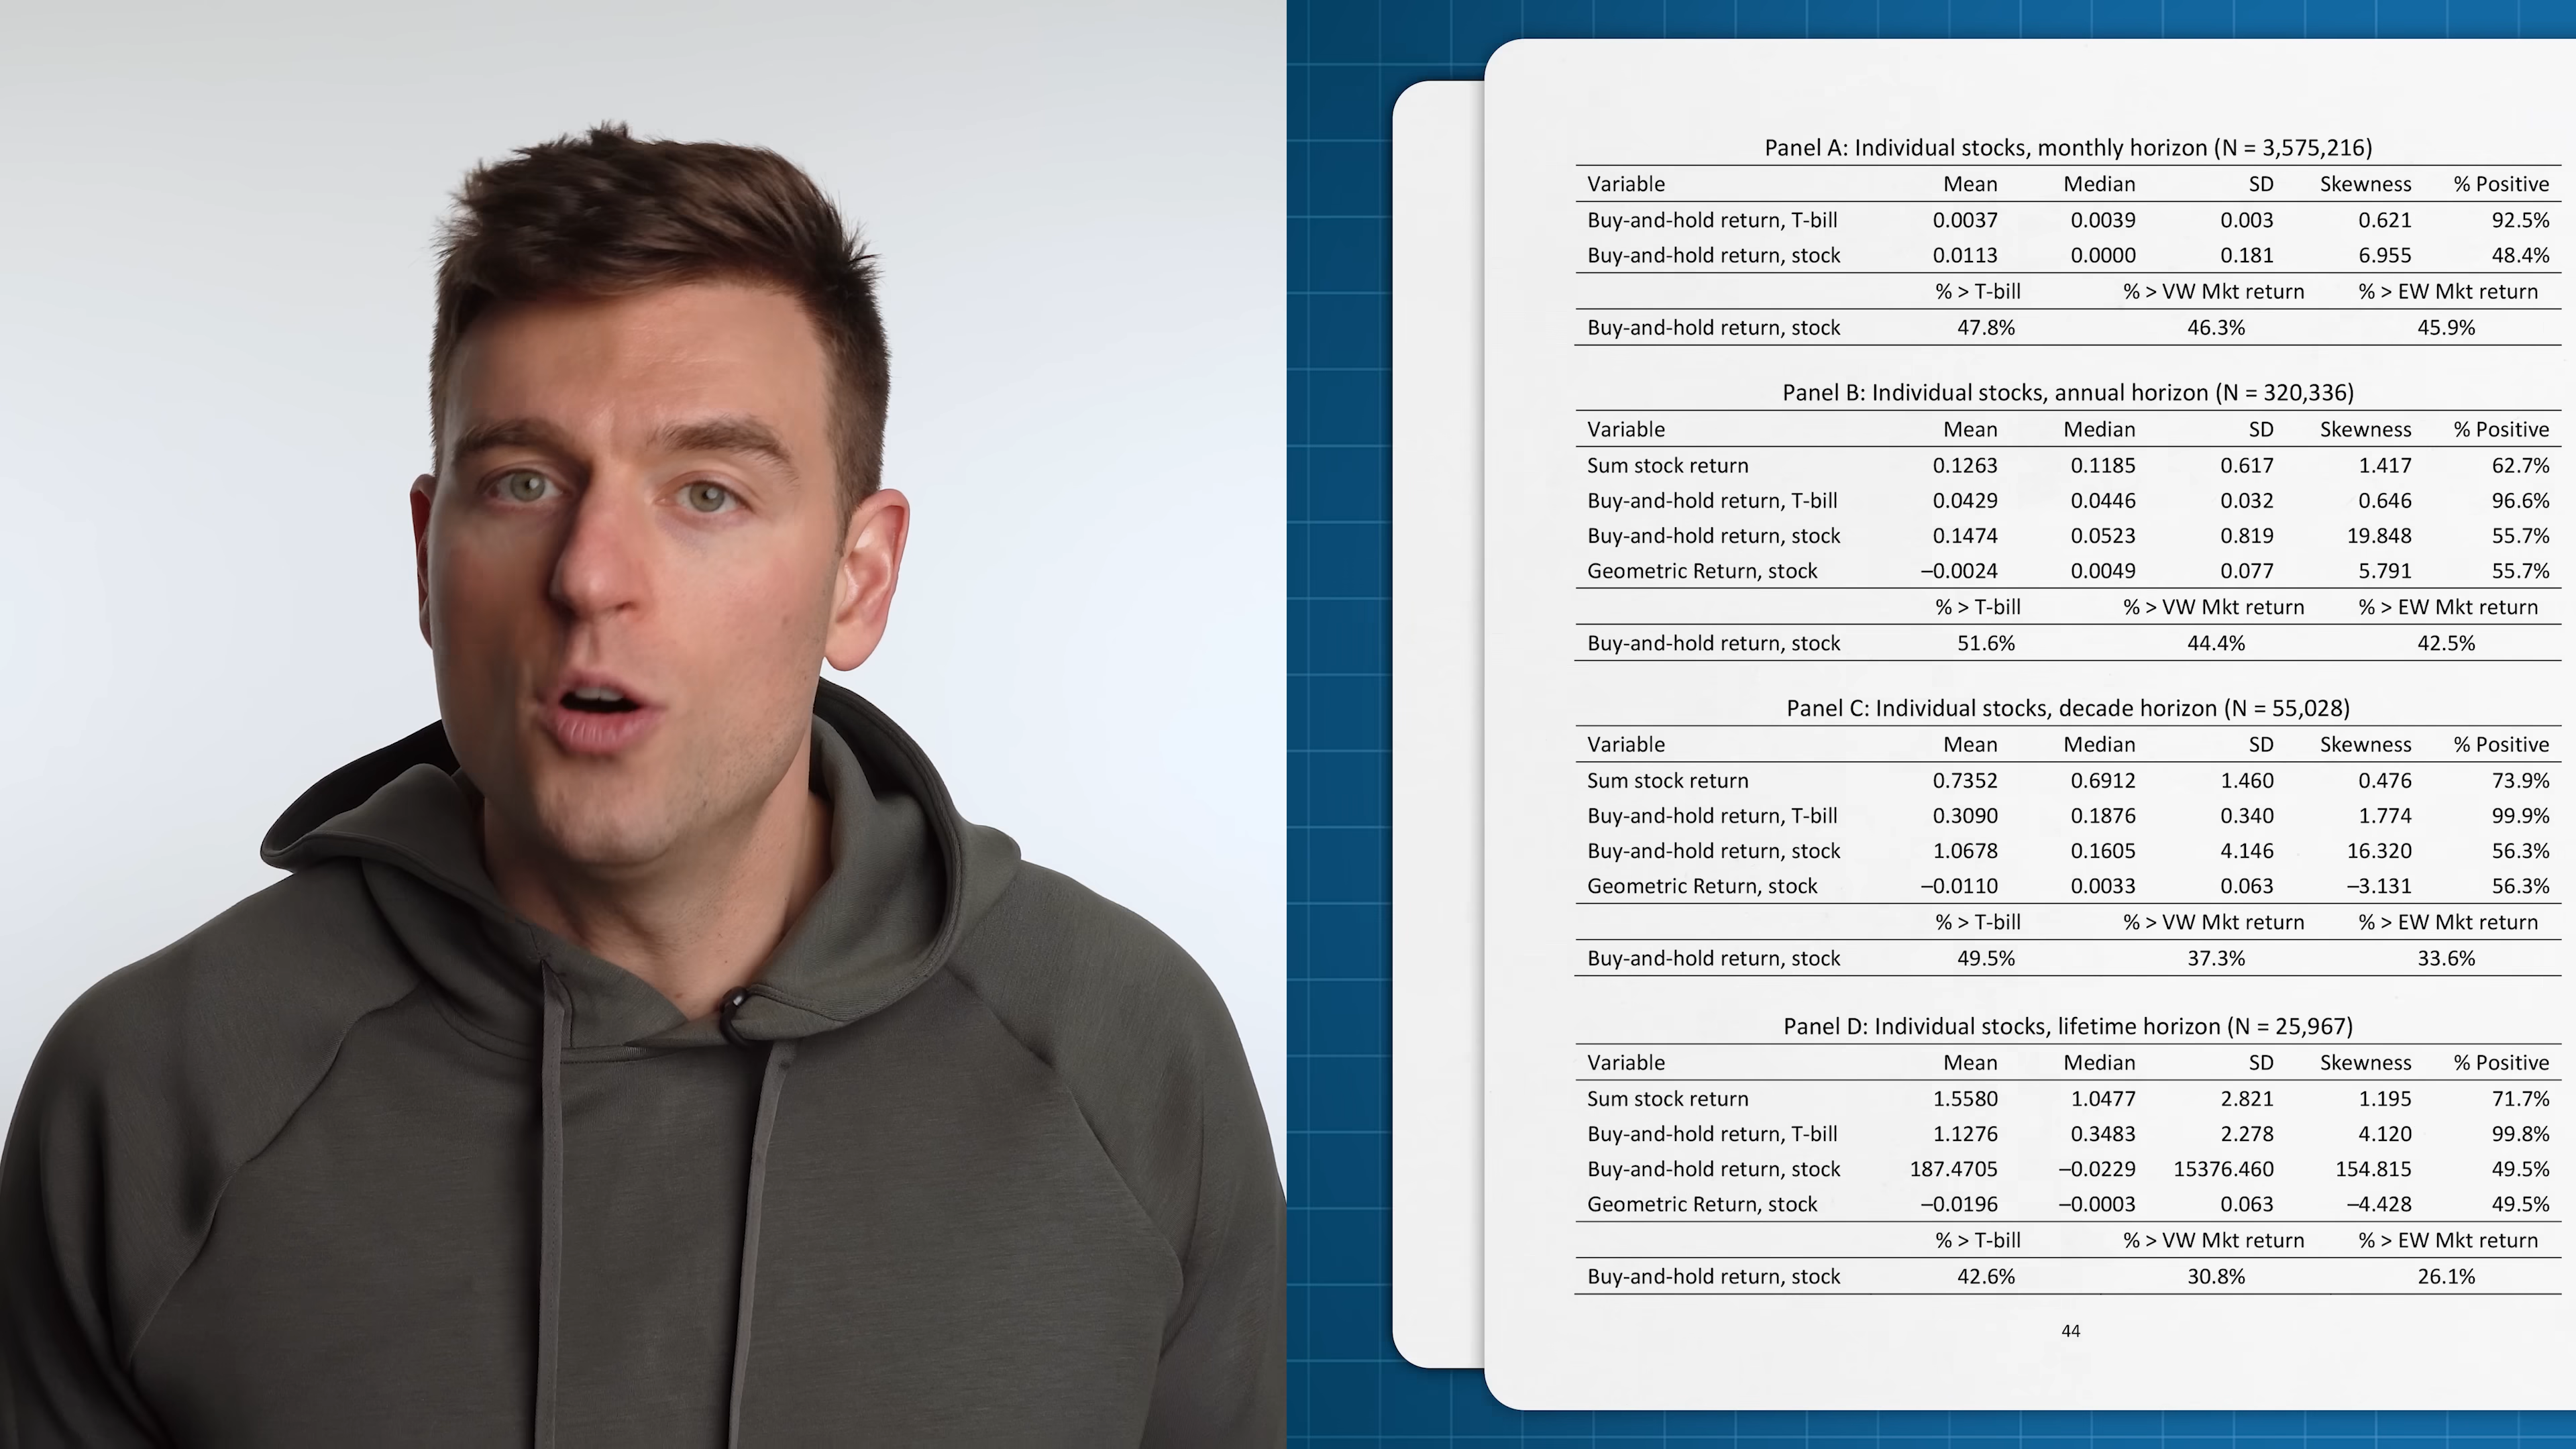 Panel A: Individual stocks, monthly horizon (N = 3,575,216)
Variable Mean Median SD Skewness % Positive
Buy-and-hold return, T-bill 0.0037 0.0039 0.003 0.621 92.5%
Buy-and-hold return, stock 0.0113 0.0000 0.181 6.955 48.4%
% > T-bill % > VW Mkt return % > EW Mkt return
Buy-and-hold return, stock 47.8% 46.3% 45.9%
Panel B: Individual stocks, annual horizon (N = 320,336)
Variable Mean Median SD Skewness % Positive
Sum stock return 0.1263 0.1185 0.617 1.417 62.7%
Buy-and-hold return, T-bill 0.0429 0.0446 0.032 0.646 96.6%
Buy-and-hold return, stock 0.1474 0.0523 0.819 19.848 55.7%
Geometric Return, stock –0.0024 0.0049 0.077 5.791 55.7%
% > T-bill % > VW Mkt return % > EW Mkt return
Buy-and-hold return, stock 51.6% 44.4% 42.5%
Panel C: Individual stocks, decade horizon (N = 55,028)
Variable Mean Median SD Skewness % Positive
Sum stock return 0.7352 0.6912 1.460 0.476 73.9%
Buy-and-hold return, T-bill 0.3090 0.1876 0.340 1.774 99.9%
Buy-and-hold return, stock 1.0678 0.1605 4.146 16.320 56.3%
Geometric Return, stock –0.0110 0.0033 0.063 –3.131 56.3%
% > T-bill % > VW Mkt return % > EW Mkt return
Buy-and-hold return, stock 49.5% 37.3% 33.6%
Panel D: Individual stocks, lifetime horizon (N = 25,967)
Variable Mean Median SD Skewness % Positive
Sum stock return 1.5580 1.0477 2.821 1.195 71.7%
Buy-and-hold return, T-bill 1.1276 0.3483 2.278 4.120 99.8%
Buy-and-hold return, stock 187.4705 –0.0229 15376.460 154.815 49.5%
Geometric Return, stock –0.0196 –0.0003 0.063 –4.428 49.5%
% > T-bill % > VW Mkt return % > EW Mkt return
Buy-and-hold return, stock 42.6% 30.8% 26.1%
44